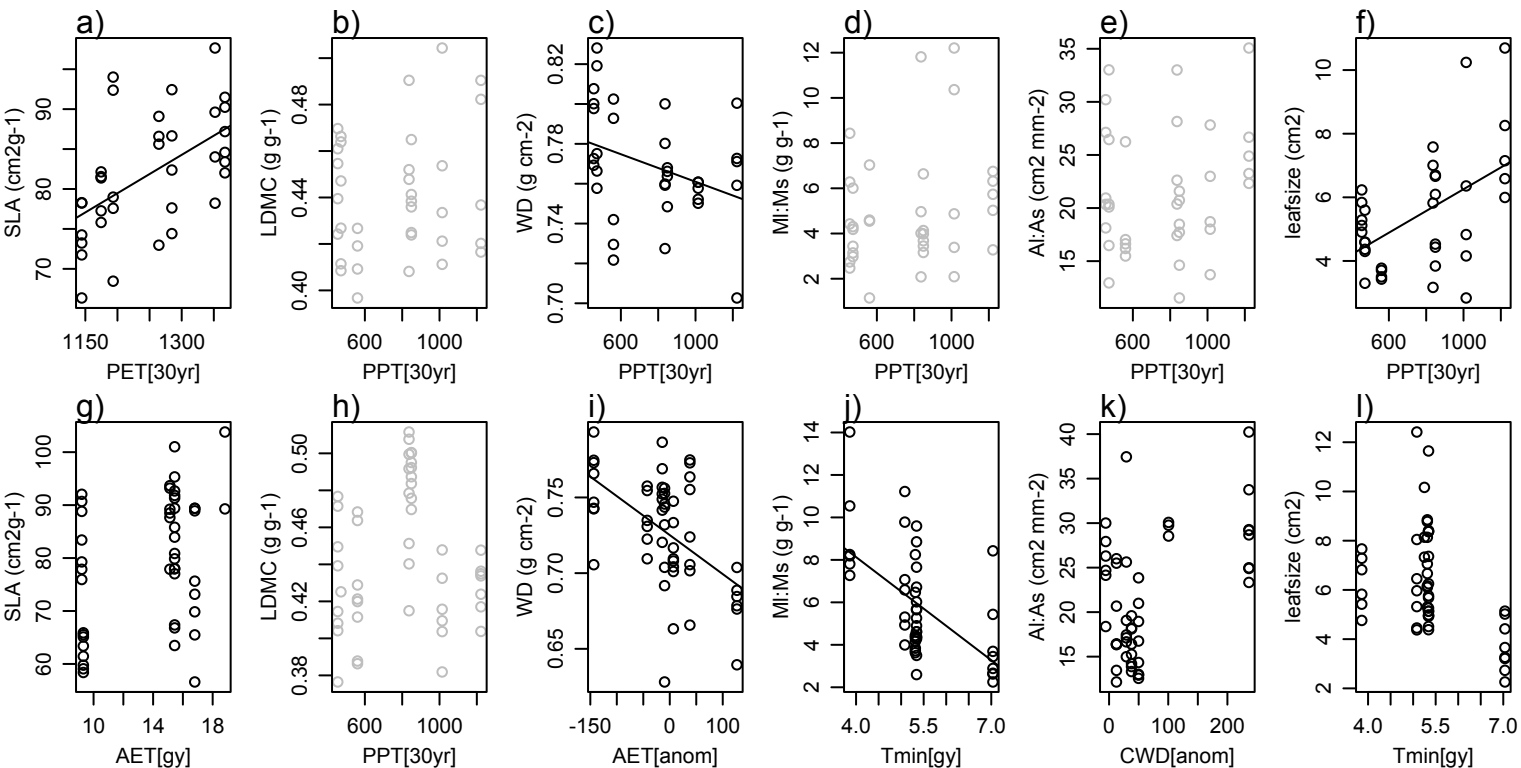 a) b) c) d) e) f)
SLA (cm2g-1)
70 80 90
1150 1300
PET[30yr]
LDMC (g g-1)
0.40 0.44 0.48
600 1000
PPT[30yr]
WD (g cm-2)
0.70 0.74 0.78 0.82
600 1000
PPT[30yr]
Ml:Ms (g g-1)
2 4 6 8 10 12
600 1000
PPT[30yr]
Al:As (cm2 mm-2)
15 20 25 30 35
600 1000
PPT[30yr]
leafsize (cm2)
4 6 8 10
600 1000
PPT[30yr]
g) h) i) j) k) l)
SLA (cm2g-1)
60 70 80 90 100
10 14 18
AET[gy]
LDMC (g g-1)
0.38 0.42 0.46 0.50
600 1000
PPT[30yr]
WD (g cm-2)
0.65 0.70 0.75
-150 0 100
AET[anom]
Ml:Ms (g g-1)
2 4 6 8 10 12 14
4.0 5.5 7.0
Tmin[gy]
Al:As (cm2 mm-2)
15 20 25 30 35 40
0 100 200
CWD[anom]
leafsize (cm2)
2 4 6 8 10 12
4.0 5.5 7.0
Tmin[gy]